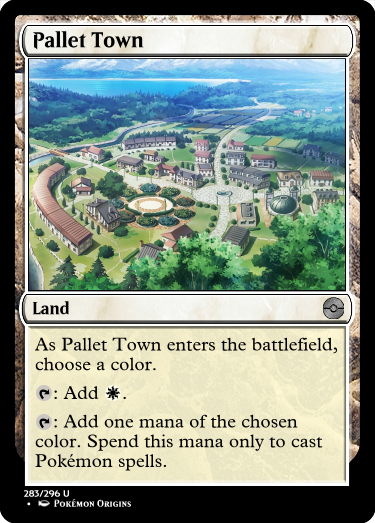 Pallet Town
Land
As Pallet Town enters the battlefield,
choose a color.
: Add .
: Add one mana of the chosen
color. Spend this mana only to cast
Pokémon spells.
283/296 U
• Pokémon Origins